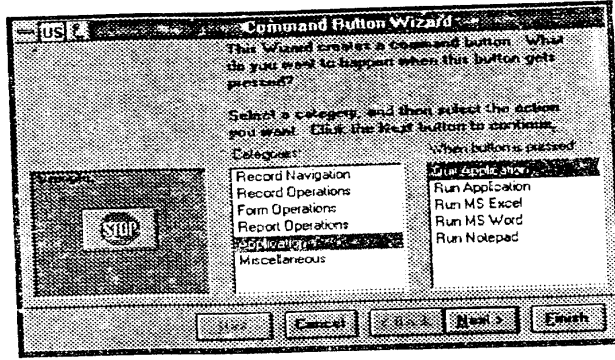 US
Command Button Wizard
This Wizard creates a command button. What
do you want to happen when this button gets
pressed?
Select a category, and then select the action
you want. Click the Next button to continue.
Categories:
When button is pressed:
Record Navigation
Record Operations
Form Operations
Report Operations
Application
Miscellaneous
Application
Run Application
Run MS Excel
Run MS Word
Run Notepad
STOP
Cancel
< Back
Next >
Finish